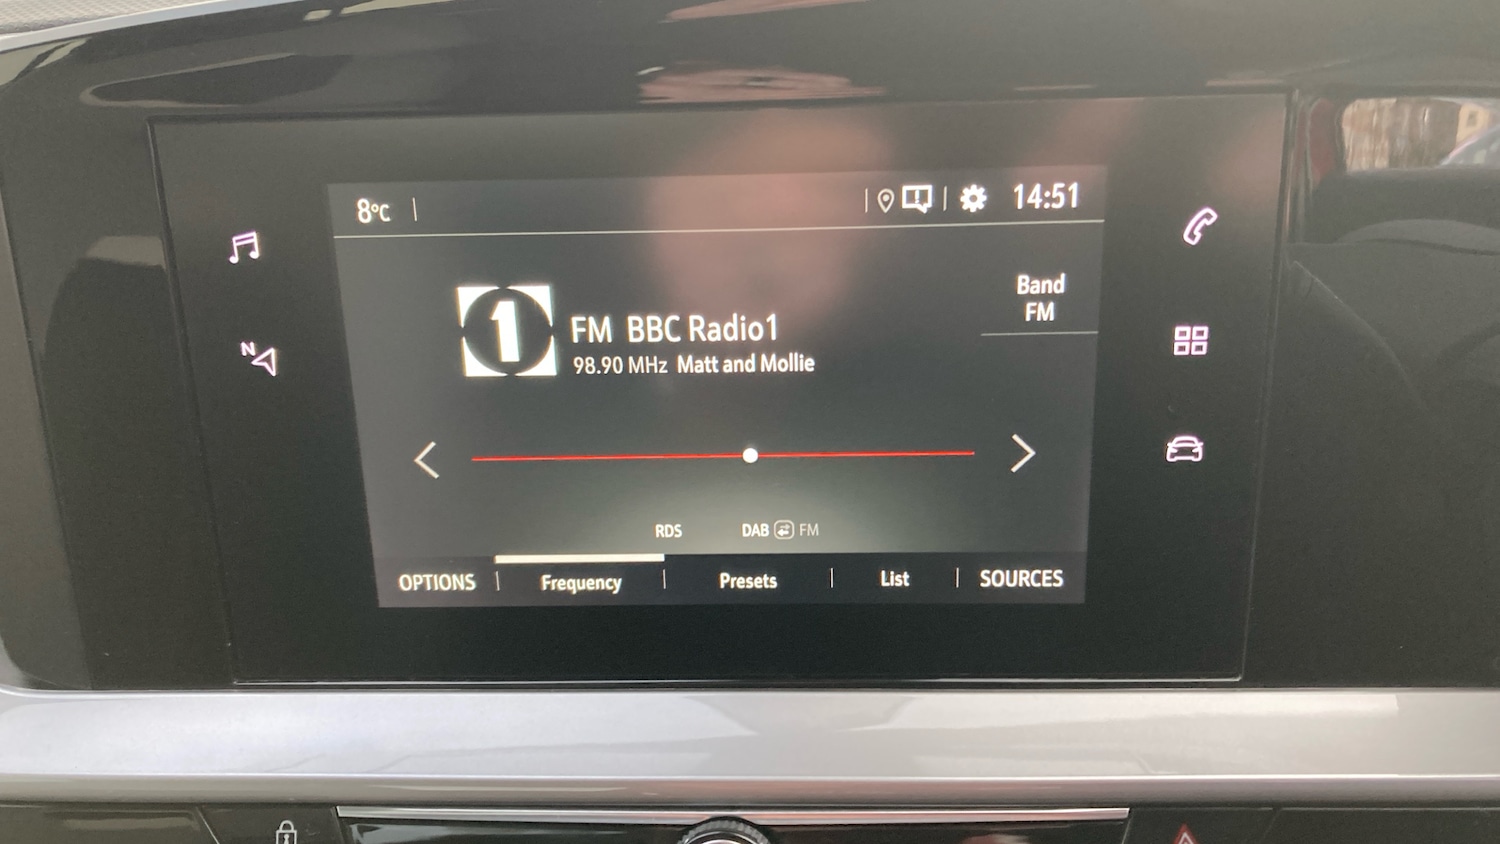 8°C 14:51
N
Band
FM
1
FM BBC Radio1
98.90 MHz Matt and Mollie
RDS DAB FM
OPTIONS Frequency Presets List SOURCES